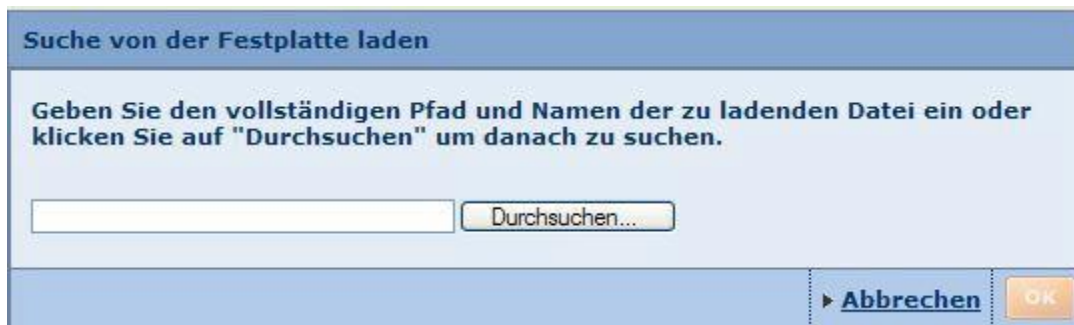 Suche von der Festplatte laden
Geben Sie den vollständigen Pfad und Namen der zu ladenden Datei ein oder
klicken Sie auf "Durchsuchen" um danach zu suchen.
Durchsuchen...
Abbrechen OK